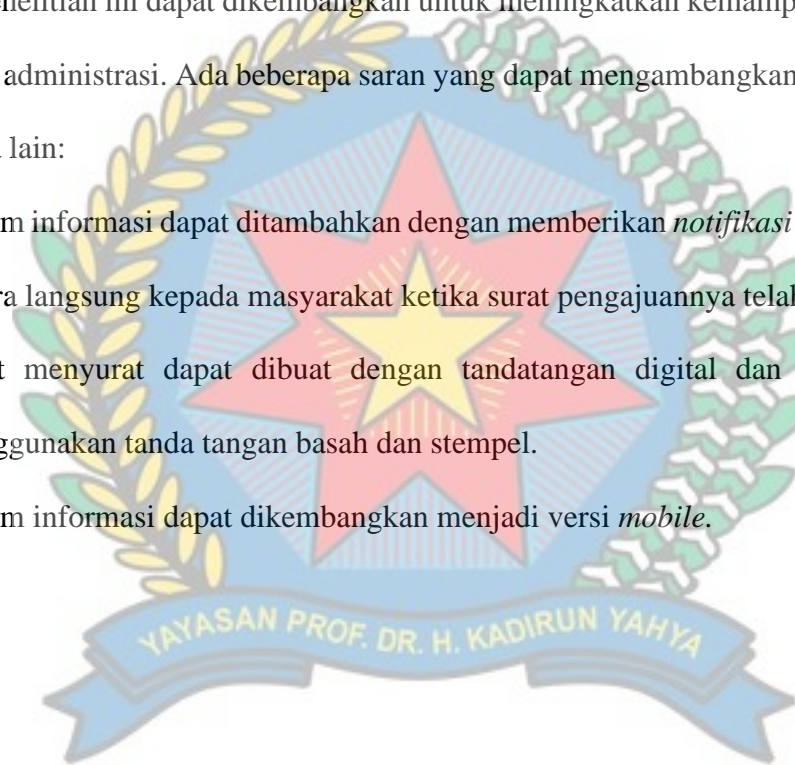 nelitian ini dapat dikembangkan untuk meningkatkan kemamp
administrasi. Ada beberapa saran yang dapat mengambangkan
lain:
m informasi dapat ditambahkan dengan memberikan notifikasi
ra langsung kepada masyarakat ketika surat pengajuannya telah
t menyurat dapat dibuat dengan tandatangan digital dan
ggunakan tanda tangan basah dan stempel.
m informasi dapat dikembangkan menjadi versi mobile.
YAYASAN PROF. DR. H. KADIRUN YAHYA